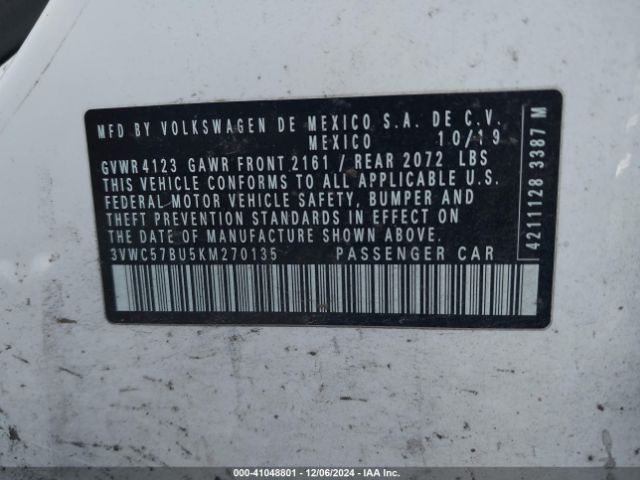 MFD BY VOLKSWAGEN DE MEXICO S.A. DE C.V.
MEXICO 10/19
GVWR 4123 GAWR FRONT 2161 / REAR 2072 LBS
THIS VEHICLE CONFORMS TO ALL APPLICABLE U.S.
FEDERAL MOTOR VEHICLE SAFETY, BUMPER AND
THEFT PREVENTION STANDARDS IN EFFECT ON
THE DATE OF MANUFACTURE SHOWN ABOVE.
3VWC57BU5KM270135 PASSENGER CAR
4211128 3387 M
000-41048801 - 12/06/2024 - IAA Inc.